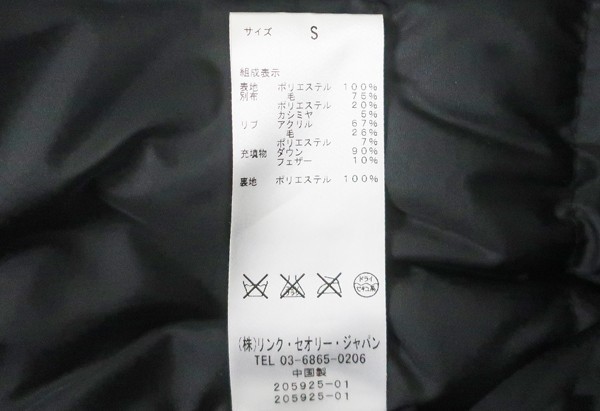 サイズ S
組成表示
表地 ポリエステル 100%
別布 毛 75%
ポリエステル 20%
カシミヤ 5%
リブ アクリル 67%
毛 26%
ポリエステル 7%
充填物 ダウン 90%
フェザー 10%
裏地 ポリエステル 100%
ドライ
セキユ系
(株)リンク・セオリー・ジャパン
TEL 03-6865-0206
中国製
205925-01
205925-01